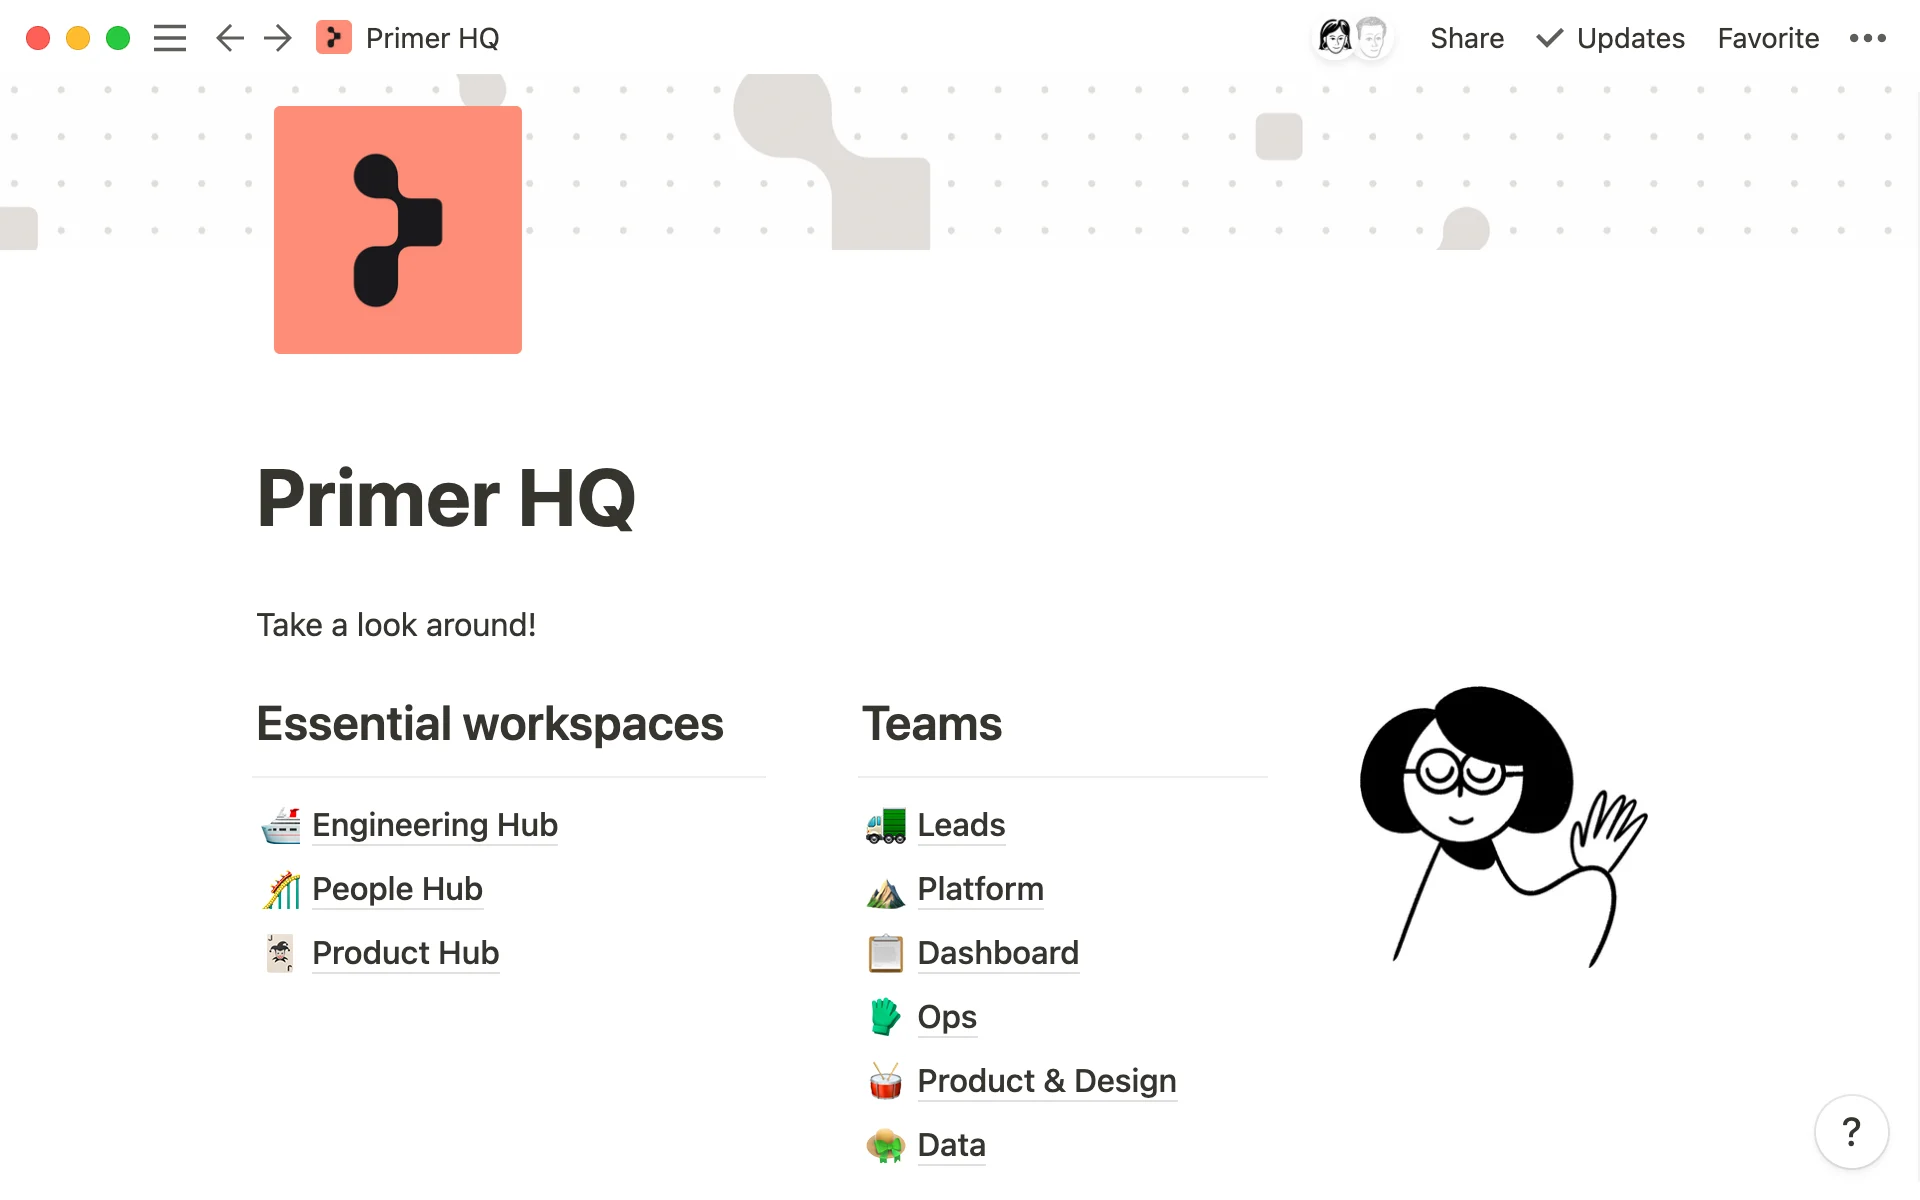 Primer HQ
Share
Updates
Favorite
Primer HQ
Take a look around!
Essential workspaces
Engineering Hub
People Hub
Product Hub
Teams
Leads
Platform
Dashboard
Ops
Product & Design
Data
?